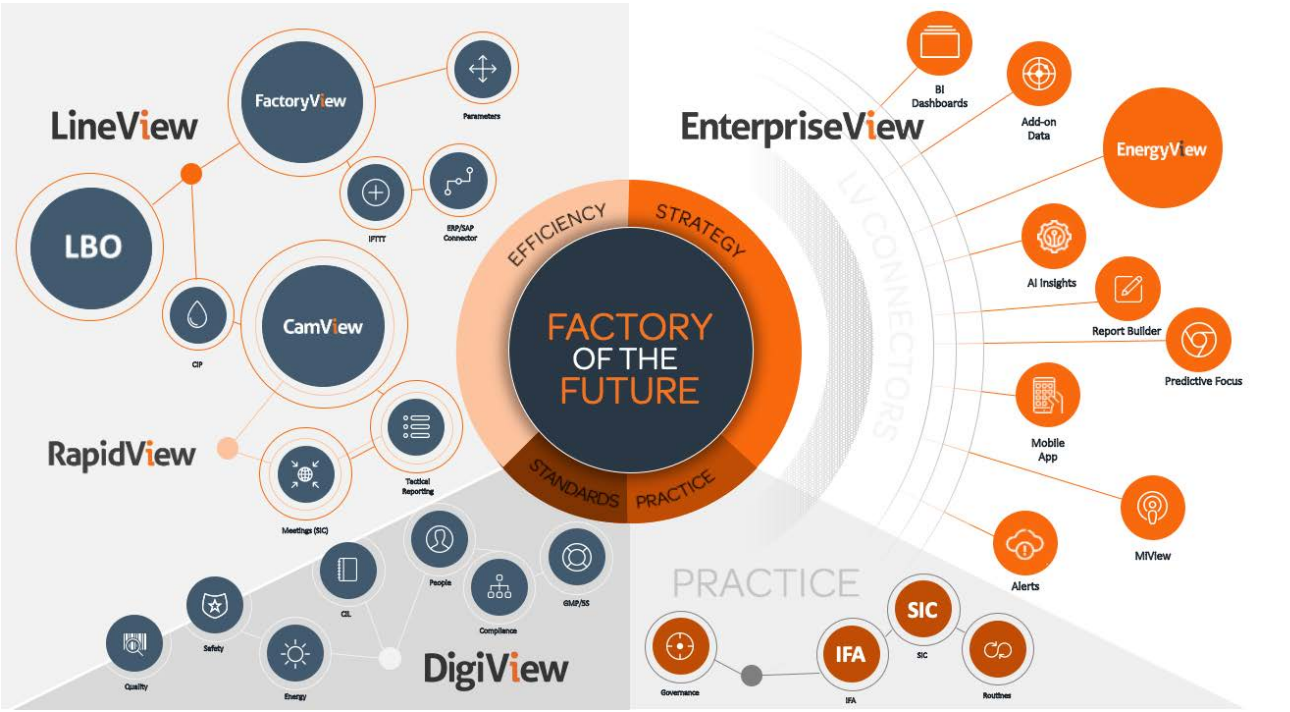 LineView
FactoryView
Parameters
LBO
IFTTT
ERP/SAP
Connector
CIP
CamView
RapidView
Tactical
Reporting
Meetings (SIC)
EFFICIENCY
STRATEGY
STANDARDS
PRACTICE
FACTORY
OF THE
FUTURE
EnterpriseView
LV CONNECTORS
BI
Dashboards
Add-on
Data
EnergyView
AI Insights
Report Builder
Predictive Focus
Mobile
App
MiView
Alerts
Quality
Safety
Energy
CIL
People
Compliance
GMP/5S
DigiView
PRACTICE
Governance
IFA
IFA
SIC
SIC
Routines